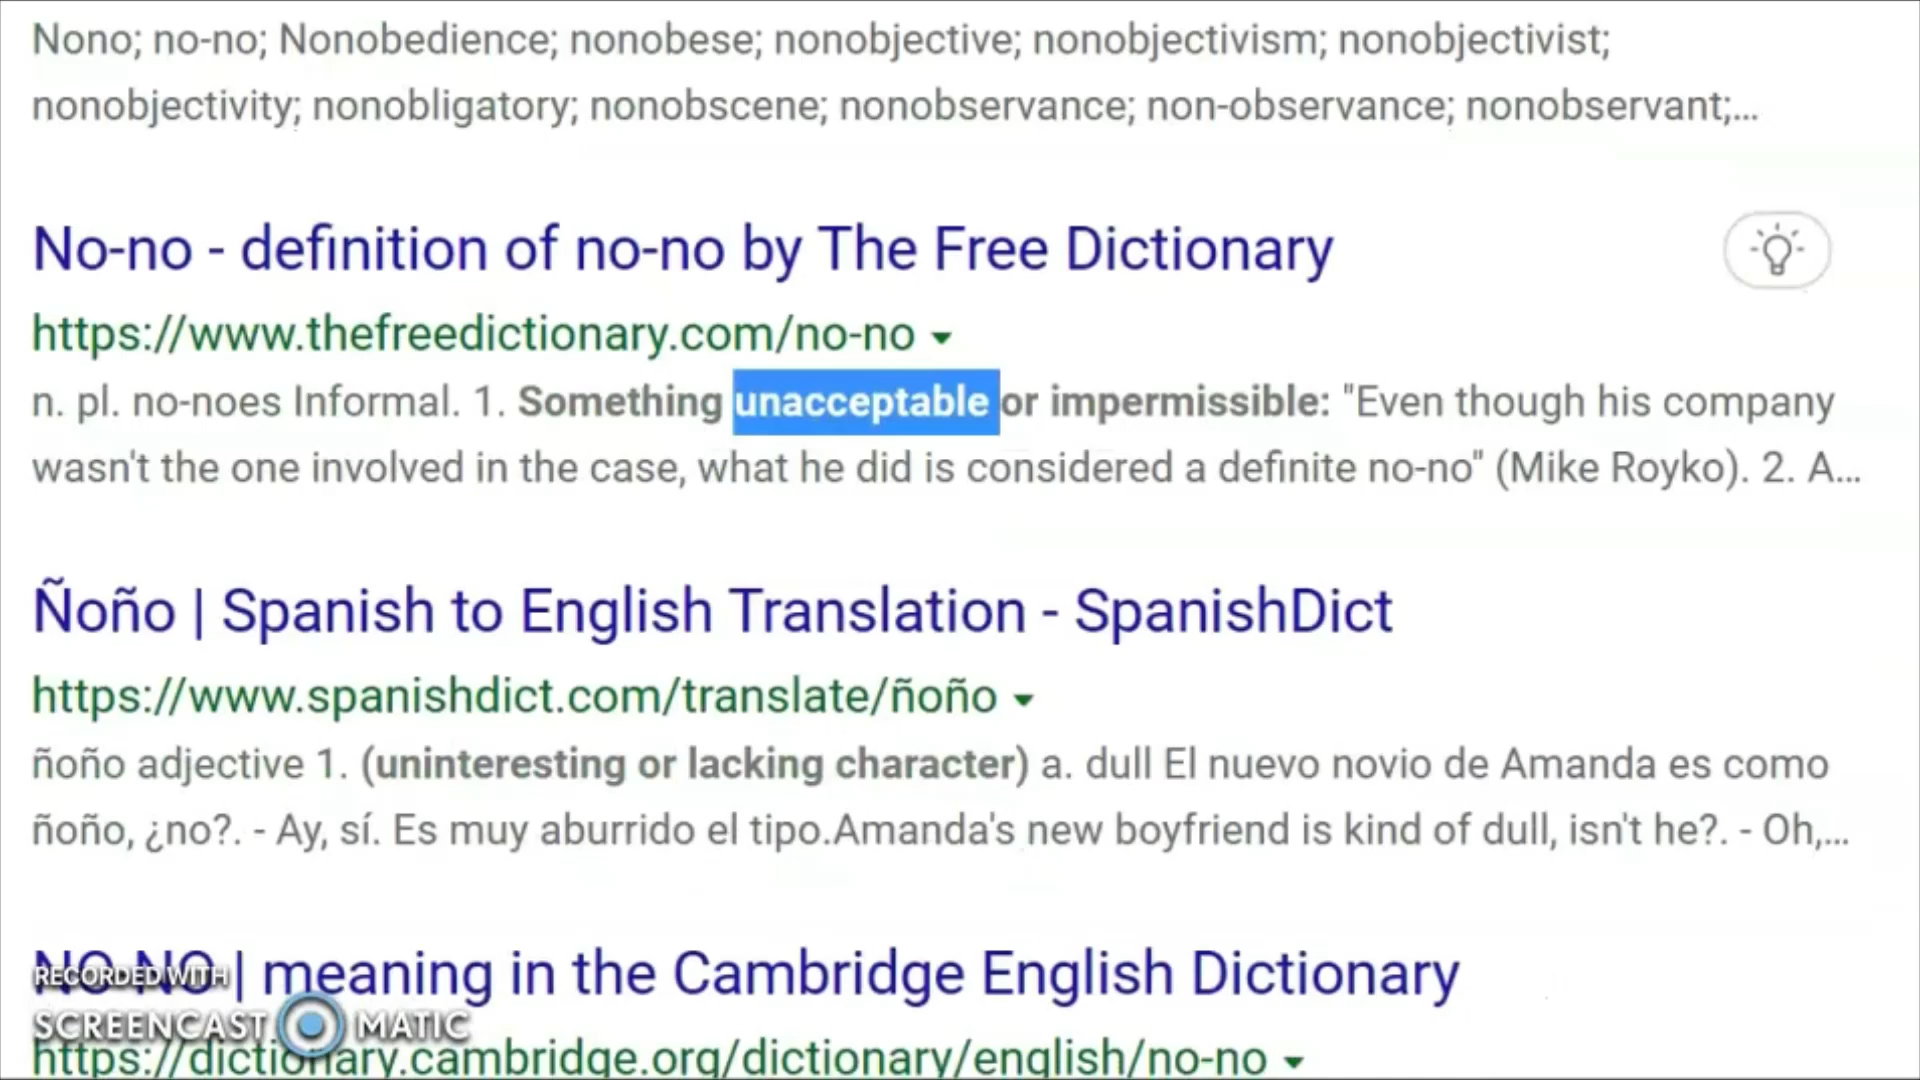 Nono; no-no; Nonobedience; nonobese; nonobjective; nonobjectivism; nonobjectivist;
nonobjectivity; nonobligatory; nonobscene; nonobservance; non-observance; nonobservant;...
No-no - definition of no-no by The Free Dictionary
https://www.thefreedictionary.com/no-no
n. pl. no-noes Informal. 1. Something unacceptable or impermissible: "Even though his company
wasn't the one involved in the case, what he did is considered a definite no-no" (Mike Royko). 2. A...
Ñoño | Spanish to English Translation - SpanishDict
https://www.spanishdict.com/translate/ñoño
ñoño adjective 1. (uninteresting or lacking character) a. dull El nuevo novio de Amanda es como
ñoño, ¿no?. - Ay, sí. Es muy aburrido el tipo.Amanda's new boyfriend is kind of dull, isn't he?. - Oh,...
NO-NO | meaning in the Cambridge English Dictionary
RECORDED WITH
SCREENCAST MATIC
https://dictionary.cambridge.org/dictionary/english/no-no